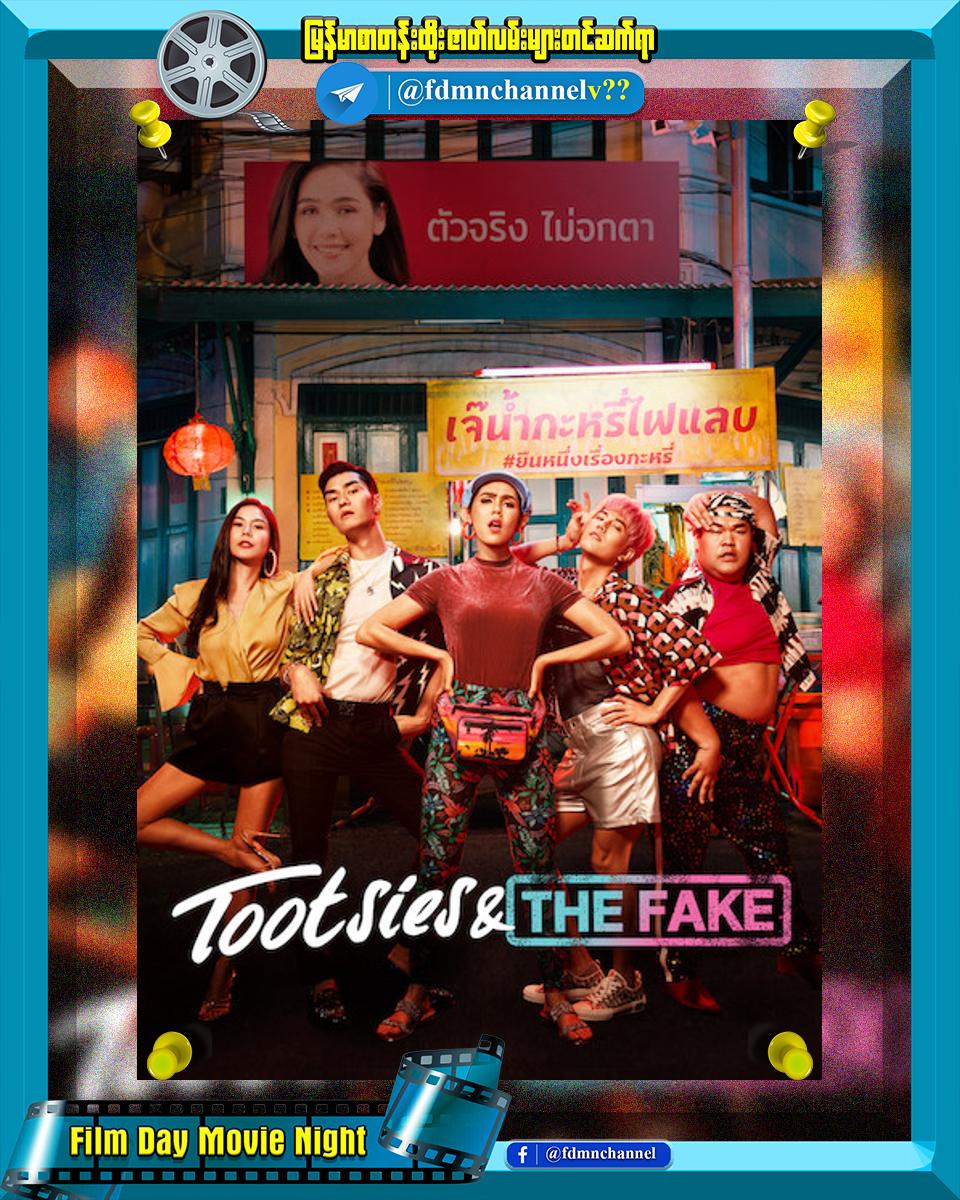 မြန်မာစာတန်းထိုးဇာတ်လမ်းများတင်ဆက်ရာ
@fdmnchannelv??
ตัวจริง ไม่จกตา
เจ๊น้ำกะหรี่ไฟแลบ
#ยืนหนึ่งเรื่องกะหรี่
Tootsies & THE FAKE
Film Day Movie Night
@fdmnchannel